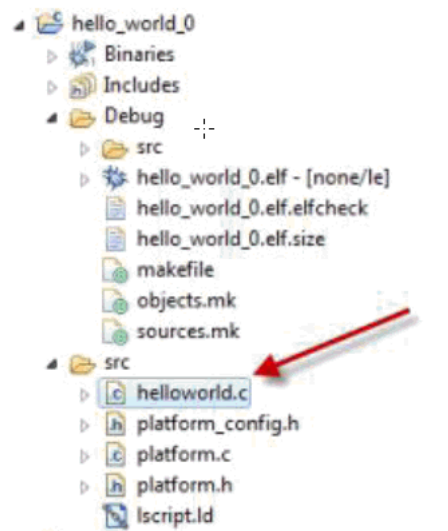 hello_world_0
Binaries
Includes
Debug
src
hello_world_0.elf - [none/le]
hello_world_0.elf.elfcheck
hello_world_0.elf.size
makefile
objects.mk
sources.mk
src
helloworld.c
platform_config.h
platform.c
platform.h
lscript.ld